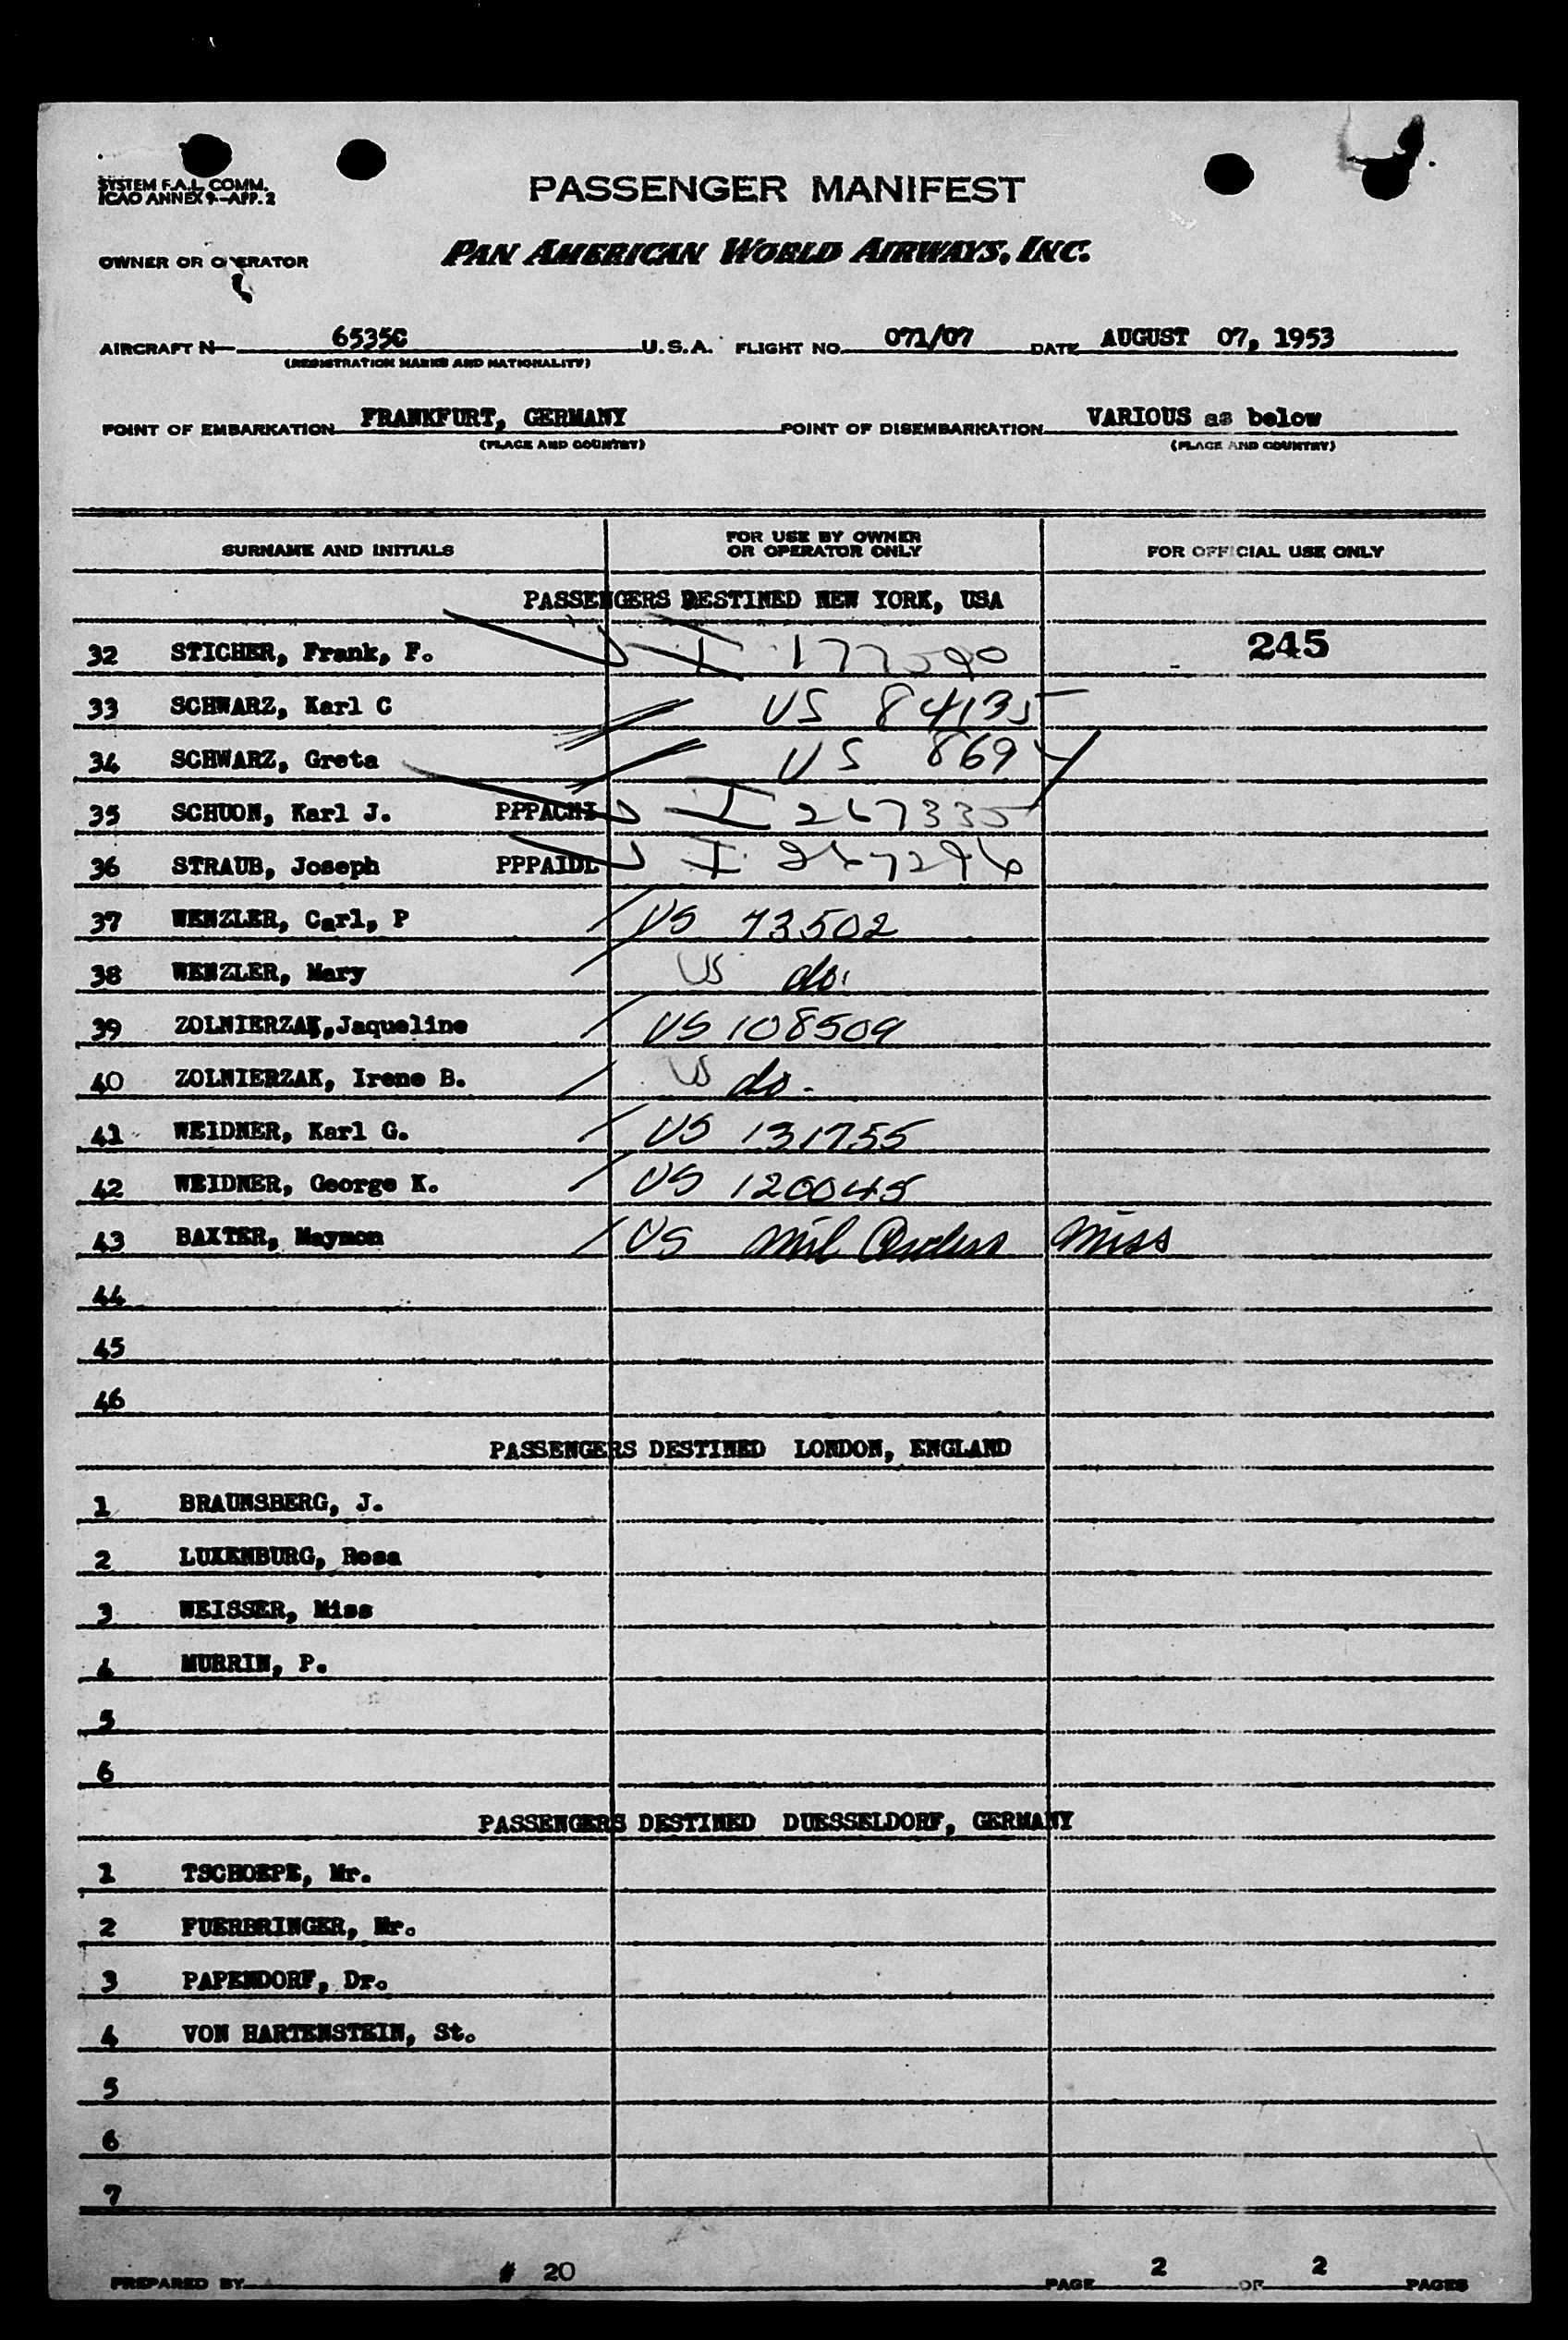 SYSTEM F.A.L. COMM.
ICAO ANNEX 9-APP. 2
PASSENGER MANIFEST
OWNER OR OPERATOR PAN AMERICAN WORLD AIRWAYS, INC.
AIRCRAFT N— 6535C U.S.A. FLIGHT NO. 071/07 DATE AUGUST 07, 1953
(REGISTRATION MARKS AND NATIONALITY)
POINT OF EMBARKATION FRANKFURT, GERMANY POINT OF DISEMBARKATION VARIOUS as below
(PLACE AND COUNTRY) (PLACE AND COUNTRY)
SURNAME AND INITIALS FOR USE BY OWNER OR OPERATOR ONLY FOR OFFICIAL USE ONLY
PASSENGERS DESTINED NEW YORK, USA
32 STICHER, Frank, F. I 245
33 SCHWARZ, Karl C US 84135
34 SCHWARZ, Greta US
35 SCHUON, Karl J. PPPACHI I 267335
36 STRAUB, Joseph PPPAIDL I 267296
37 WENZLER, Carl, P US 73502
38 WENZLER, Mary US do.
39 ZOLNIERZAK,Jaqueline US 108509
40 ZOLNIERZAK, Irene B. US do.
41 WEIDNER, Karl G. US 131755
42 WEIDNER, George K. US 120045
43 BAXTER, Maymon US Mil Orders Miss
44
45
46
PASSENGERS DESTINED LONDON, ENGLAND
1 BRAUNSBERG, J.
2 LUXENBURG, Rosa
3 WEISSER, Miss
4 MURRIN, P.
5
6
PASSENGERS DESTINED DUESSELDORF, GERMANY
1 TSCHOEPE, Mr.
2 FUERBRINGER, Mr.
3 PAPENDORF, Dr.
4 VON HARTENSTEIN, St.
5
6
7
PREPARED BY # 20 PAGE 2 OF 2 PAGES